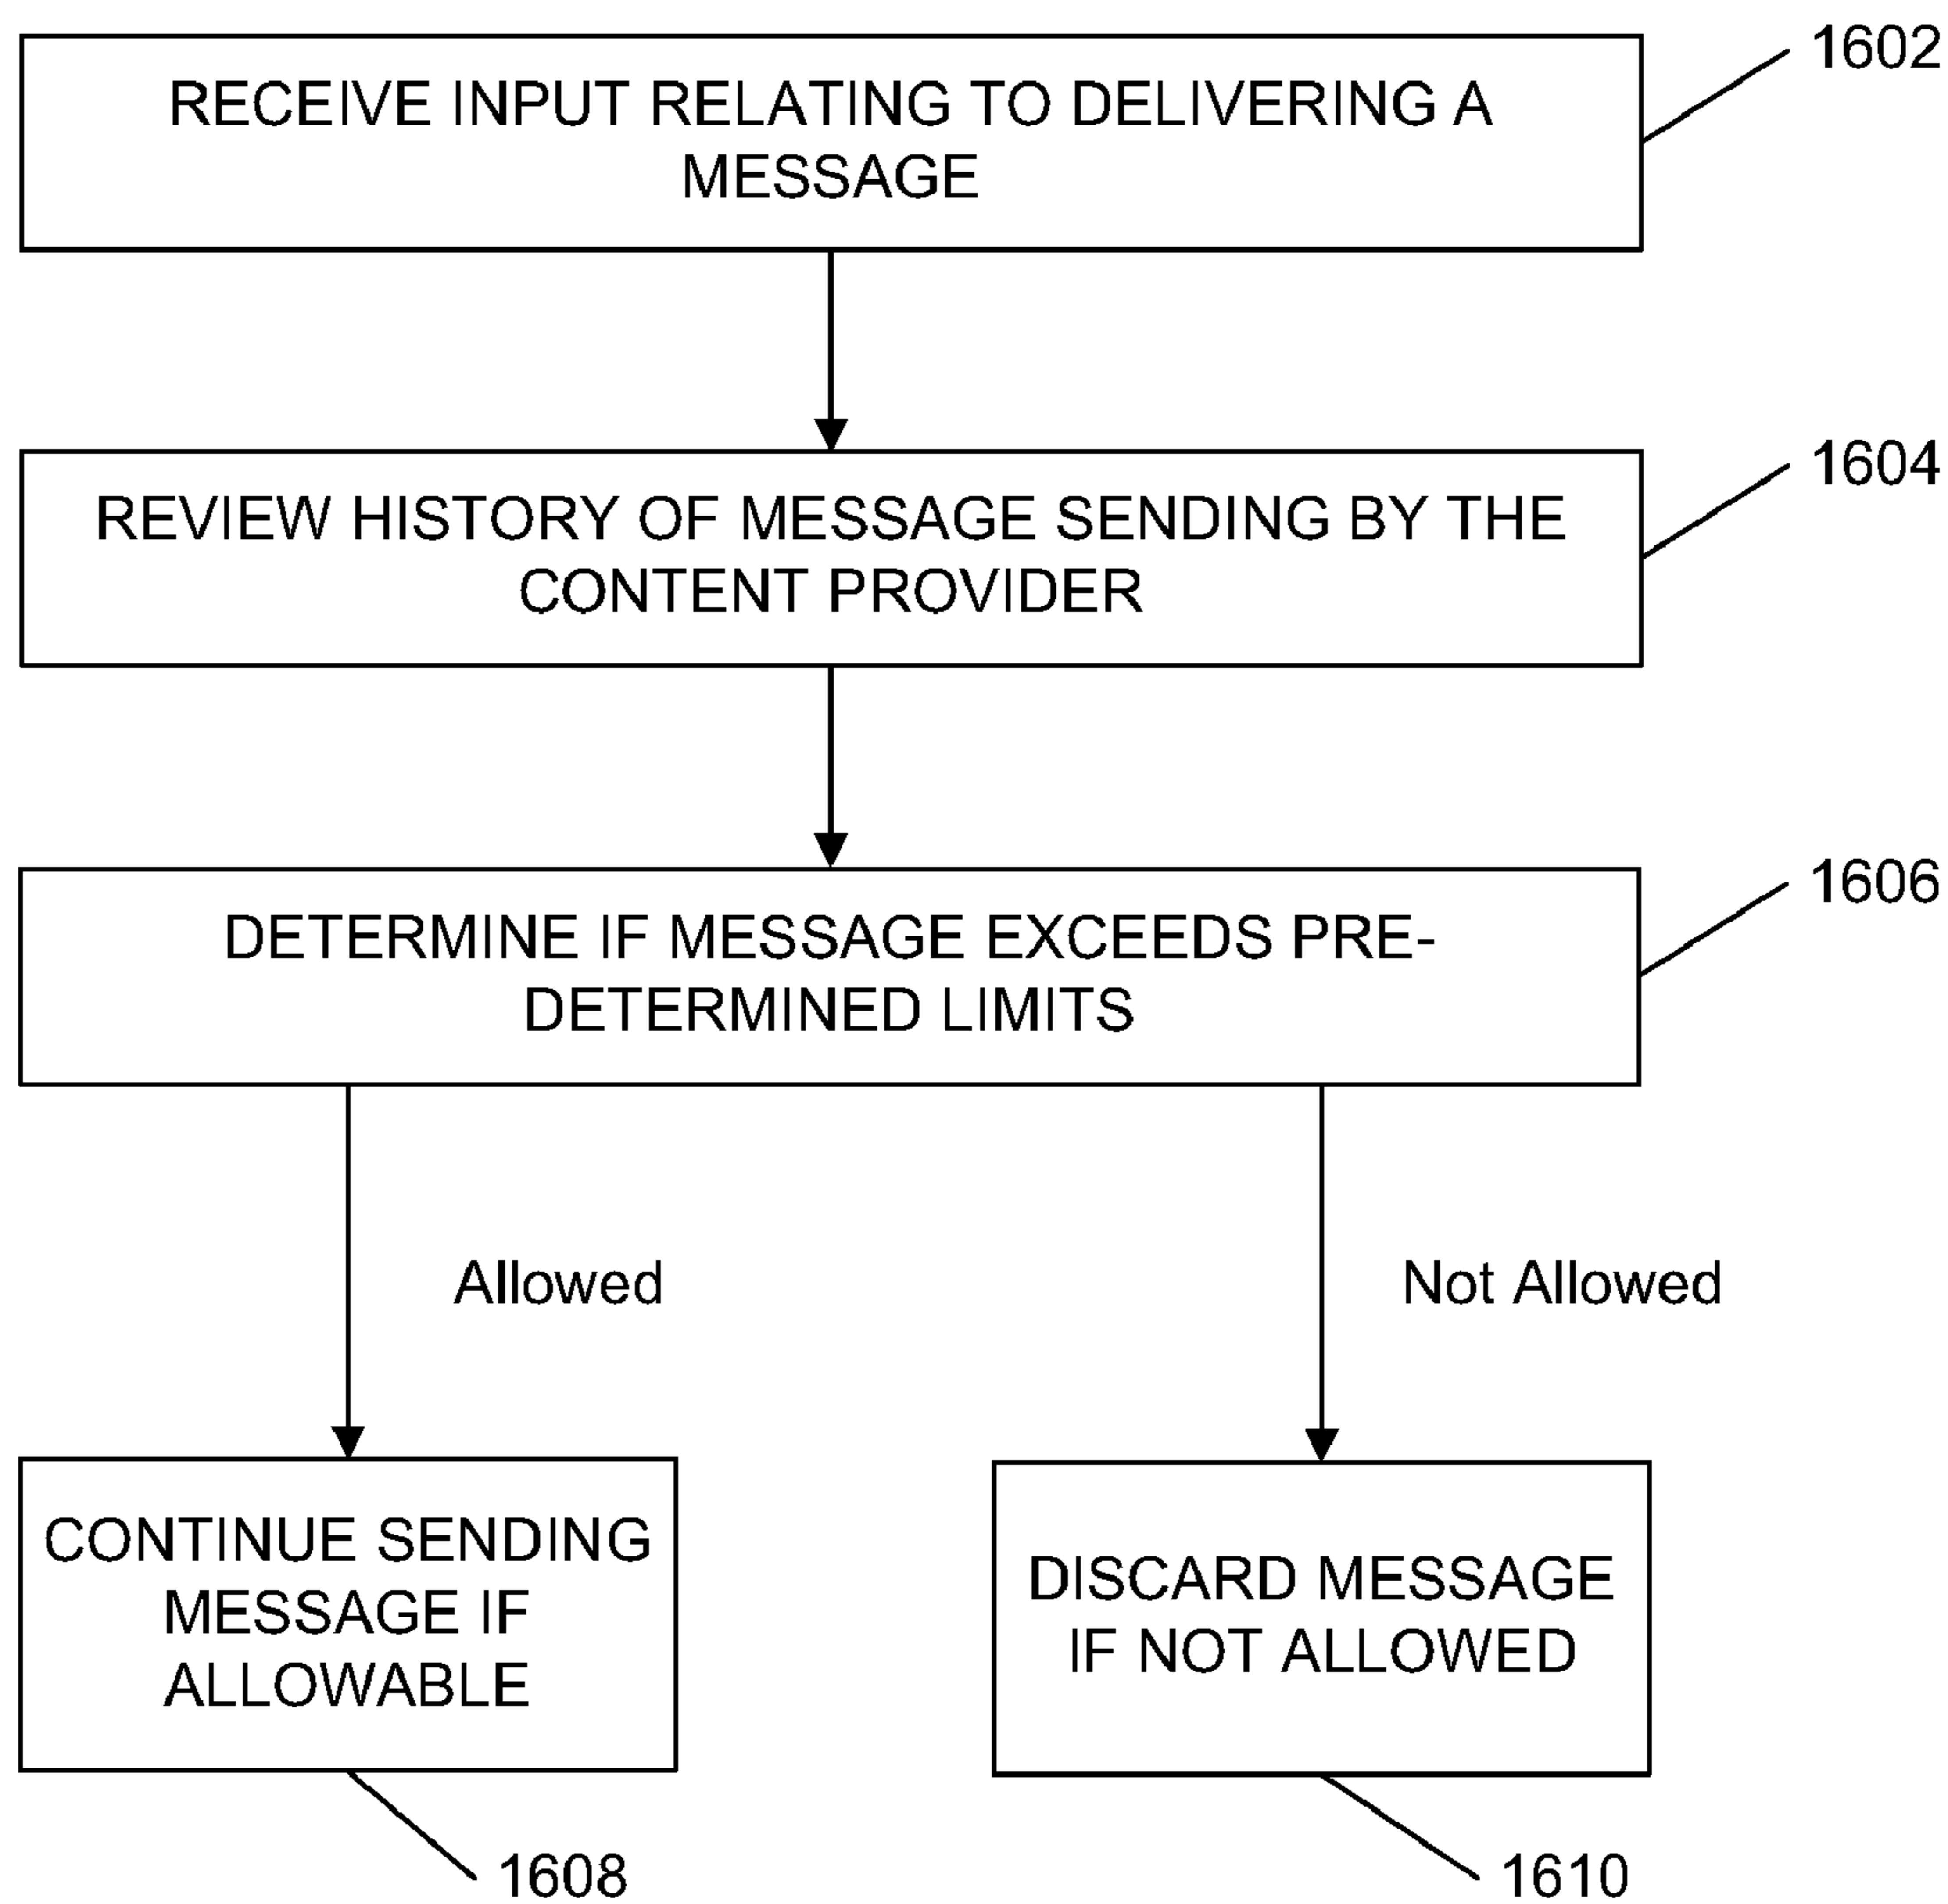 1602
RECEIVE INPUT RELATING TO DELIVERING A
MESSAGE
1604
REVIEW HISTORY OF MESSAGE SENDING BY THE
CONTENT PROVIDER
1606
DETERMINE IF MESSAGE EXCEEDS PRE-
DETERMINED LIMITS
Allowed
Not Allowed
CONTINUE SENDING
MESSAGE IF
ALLOWABLE
DISCARD MESSAGE
IF NOT ALLOWED
1608
1610